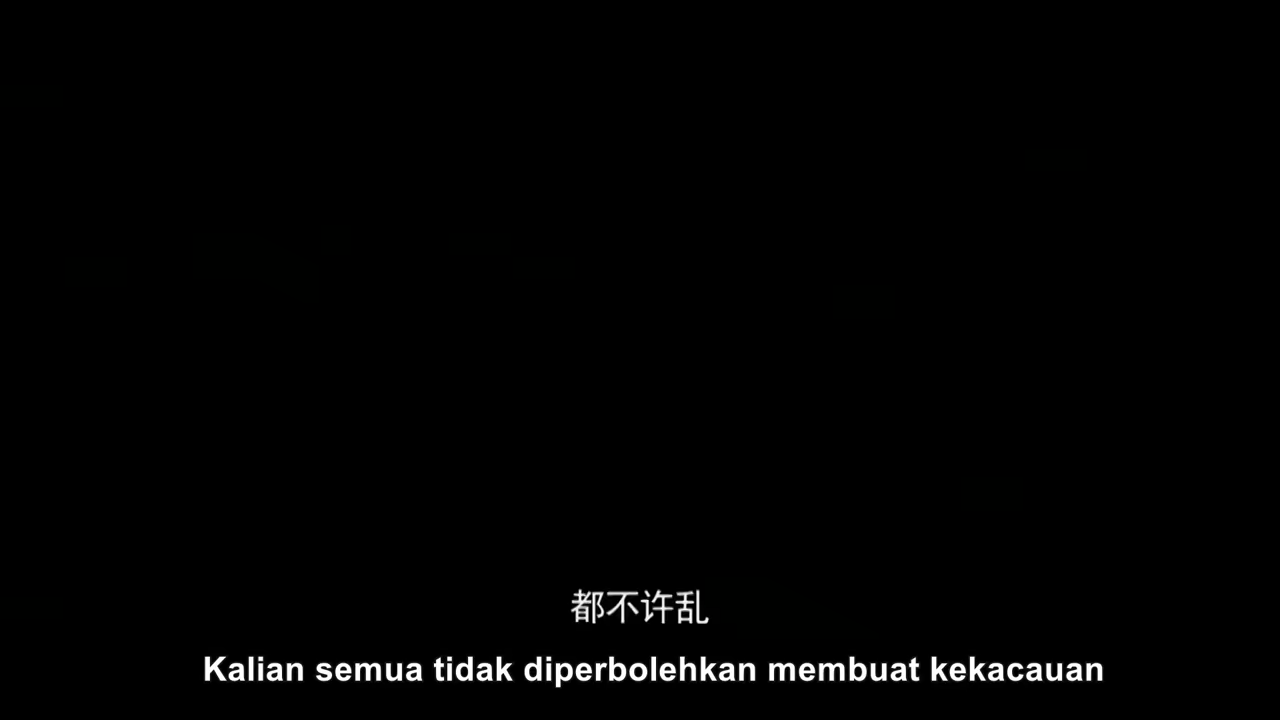 都不许乱
Kalian semua tidak diperbolehkan membuat kekacauan